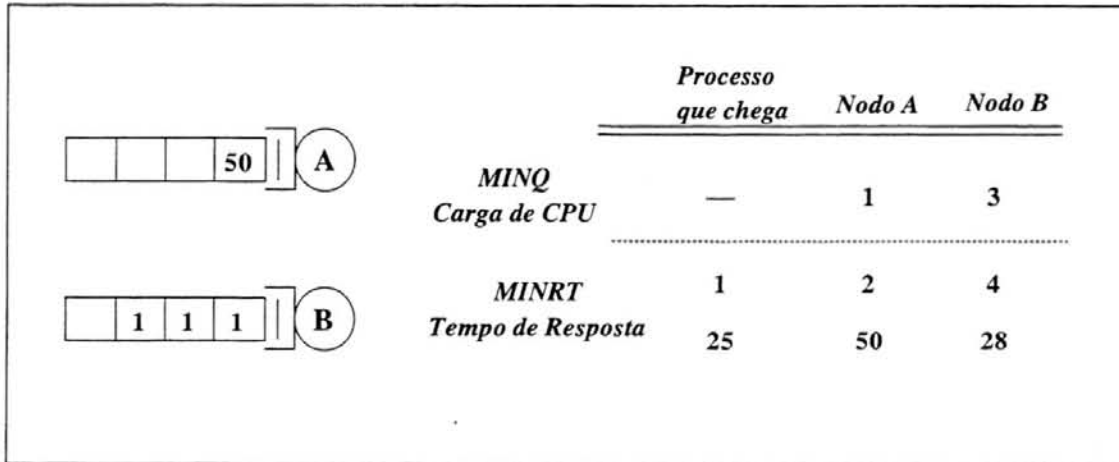 Processo
que chega Nodo A Nodo B
50 A
MINQ
Carga de CPU — 1 3
1 1 1 B
MINRT 1 2 4
Tempo de Resposta
25 50 28